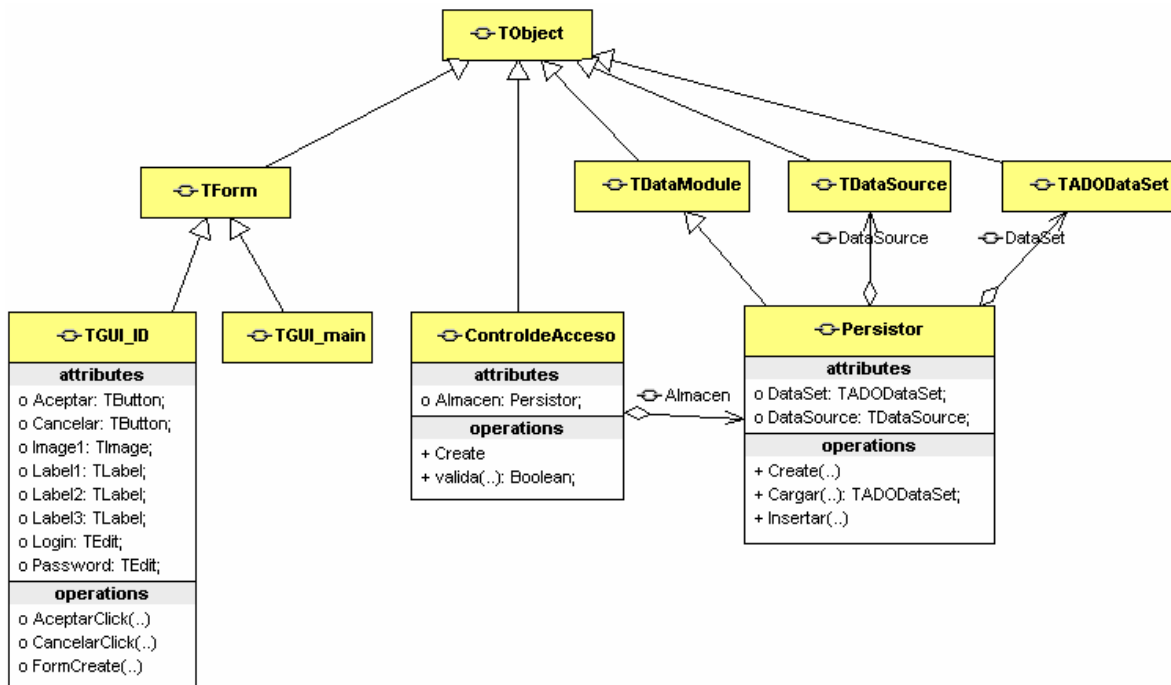 TObject
TForm
TDataModule
TDataSource
TADODataSet
DataSource
DataSet
TGUI_ID
attributes
o Aceptar: TButton;
o Cancelar: TButton;
o Image1: TImage;
o Label1: TLabel;
o Label2: TLabel;
o Label3: TLabel;
o Login: TEdit;
o Password: TEdit;
operations
o AceptarClick(..)
o CancelarClick(..)
o FormCreate(..)
TGUI_main
ControldeAcceso
attributes
o Almacen: Persistor;
operations
+ Create
+ valida(..): Boolean;
Almacen
Persistor
attributes
o DataSet: TADODataSet;
o DataSource: TDataSource;
operations
+ Create(..)
+ Cargar(..): TADODataSet;
+ Insertar(..)